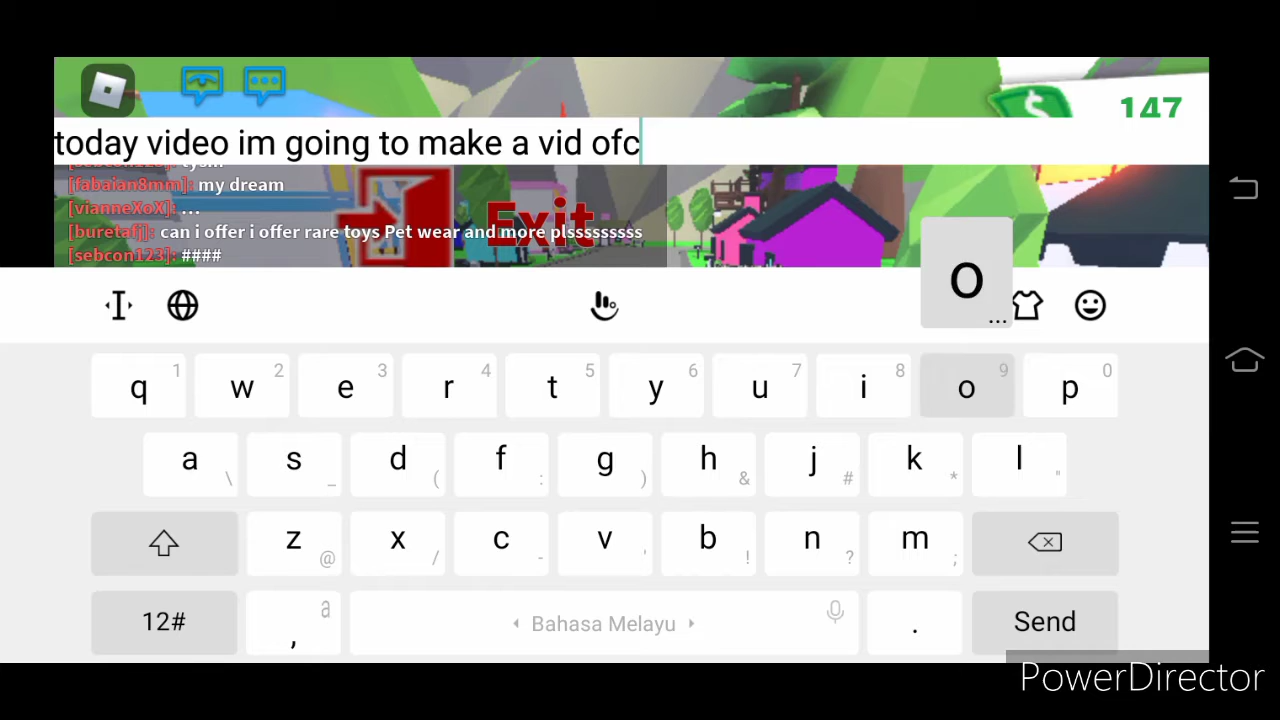 147
today video im going to make a vid ofc
[fabaian8mm]: my dream
[vianneXoX]: ...
[buretafj]: can i offer i offer rare toys Pet wear and more plsssssssss
[sebcon123]: ####
Exit
o
...
q 1 w 2 e 3 r 4 t 5 y 6 u 7 i 8 o 9 p 0
a \ s _ d ( f : g ) h & j # k * l "
z @ x / c - v ' b ! n ? m ;
12# , a Bahasa Melayu . Send
PowerDirector